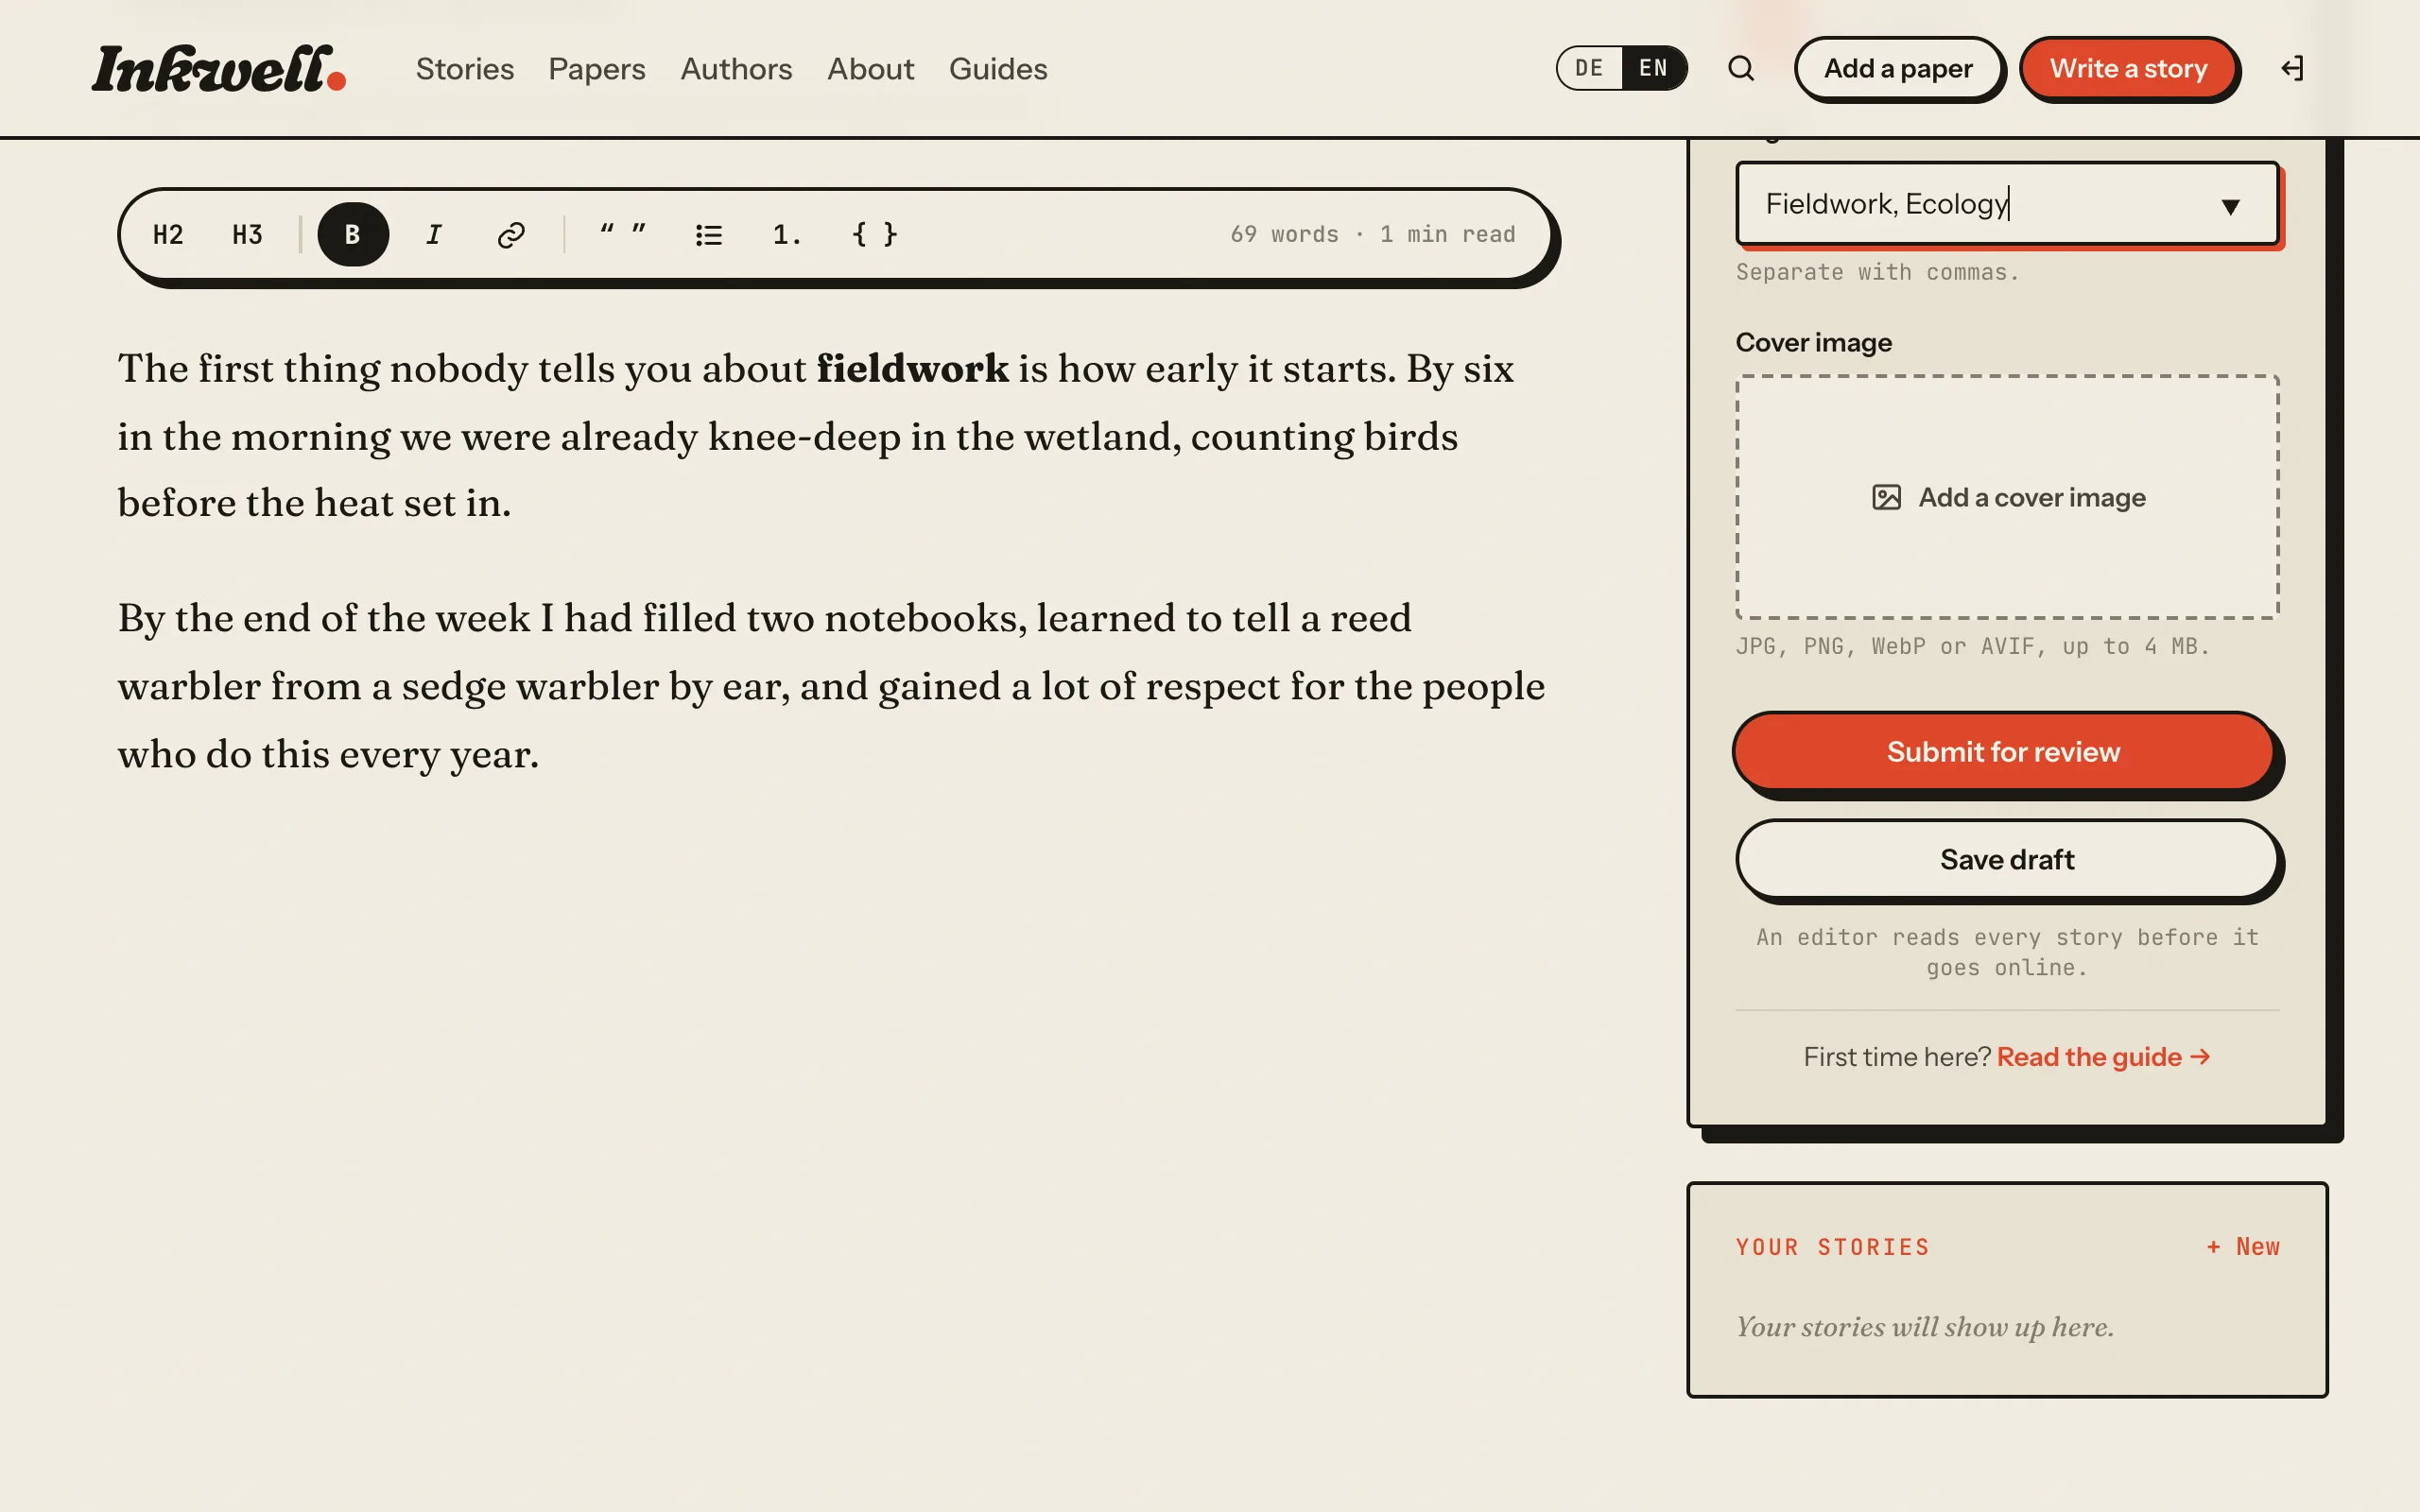 Inkwell.
Stories Papers Authors About Guides
DE EN
Add a paper
Write a story
H2 H3 B I “ ” 1. { }
69 words · 1 min read
The first thing nobody tells you about fieldwork is how early it starts. By six
in the morning we were already knee-deep in the wetland, counting birds
before the heat set in.
By the end of the week I had filled two notebooks, learned to tell a reed
warbler from a sedge warbler by ear, and gained a lot of respect for the people
who do this every year.
Fieldwork, Ecology
Separate with commas.
Cover image
Add a cover image
JPG, PNG, WebP or AVIF, up to 4 MB.
Submit for review
Save draft
An editor reads every story before it
goes online.
First time here? Read the guide →
YOUR STORIES
+ New
Your stories will show up here.